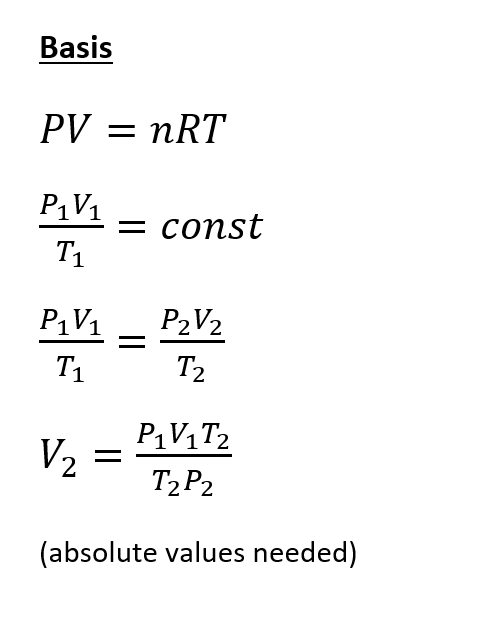 Basis
PV = nRT
P₁V₁/T₁ = const
P₁V₁/T₁ = P₂V₂/T₂
V₂ = P₁V₁T₂/T₂P₂
(absolute values needed)